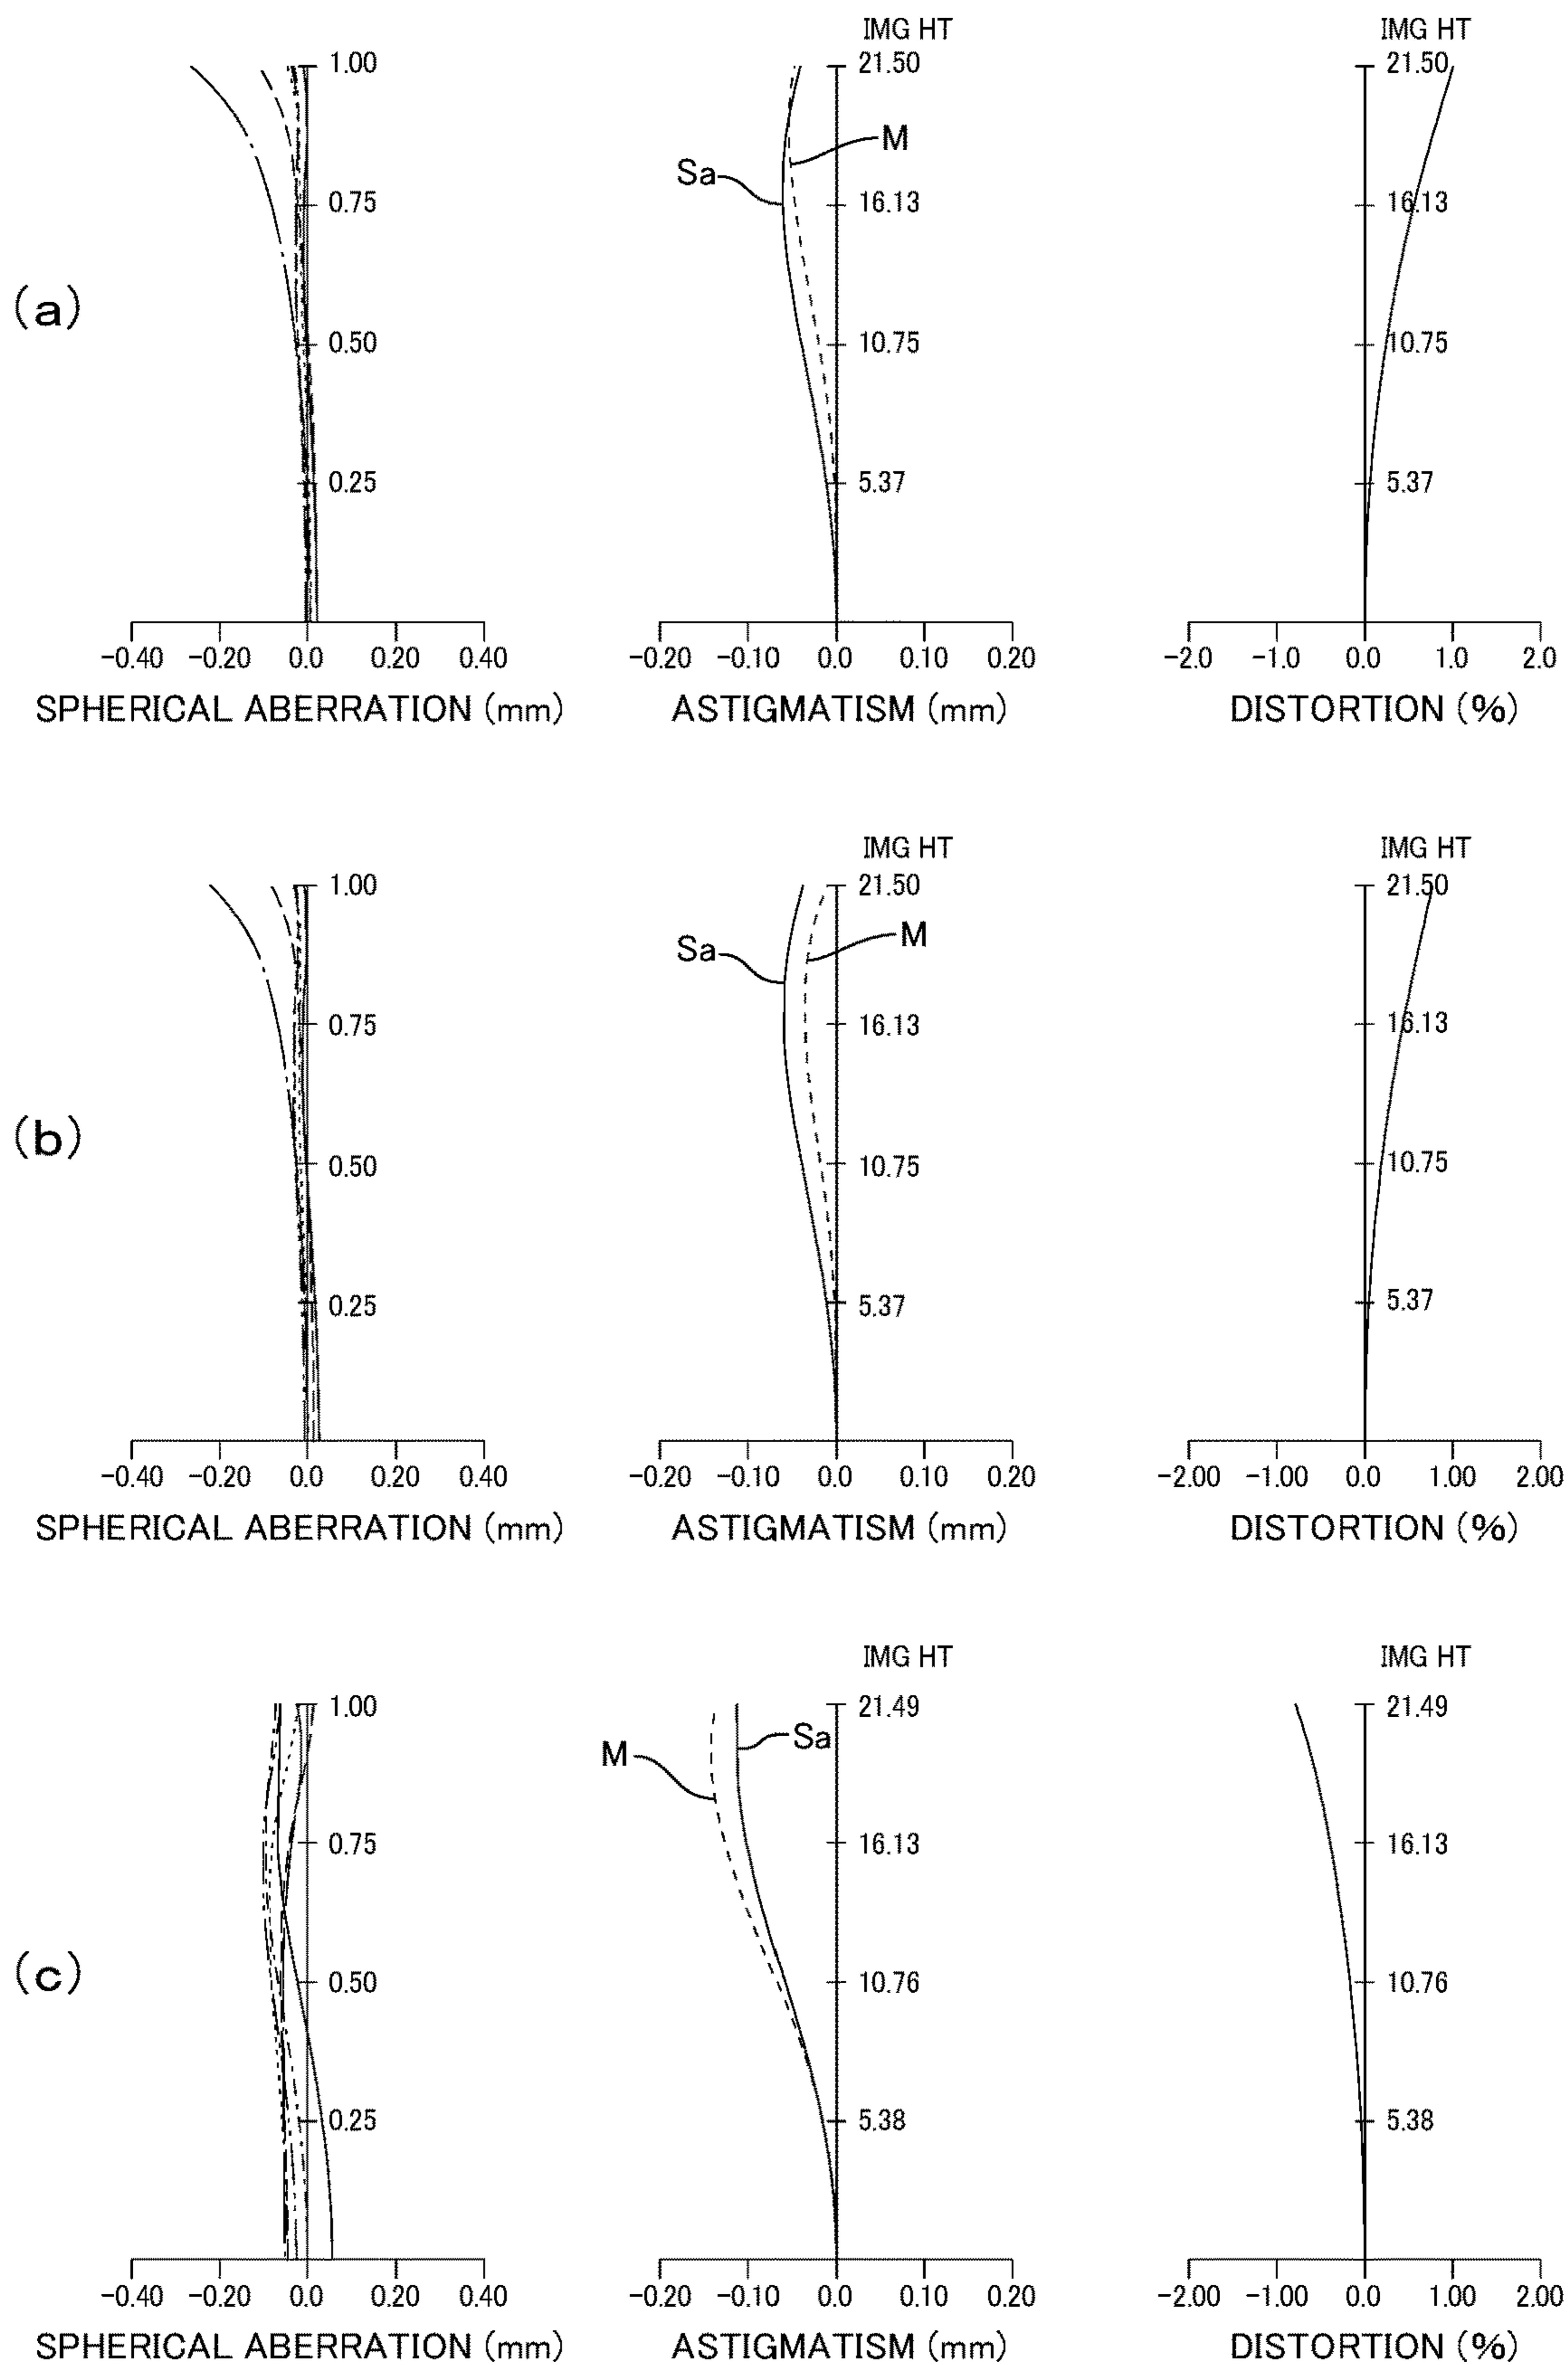 (a)
1.00
0.75
0.50
0.25
-0.40 -0.20 0.0 0.20 0.40
SPHERICAL ABERRATION (mm)
IMG HT
21.50
16.13
10.75
5.37
Sa
M
-0.20 -0.10 0.0 0.10 0.20
ASTIGMATISM (mm)
IMG HT
21.50
16.13
10.75
5.37
-2.0 -1.0 0.0 1.0 2.0
DISTORTION (%)
(b)
1.00
0.75
0.50
0.25
-0.40 -0.20 0.0 0.20 0.40
SPHERICAL ABERRATION (mm)
IMG HT
21.50
16.13
10.75
5.37
Sa
M
-0.20 -0.10 0.0 0.10 0.20
ASTIGMATISM (mm)
IMG HT
21.50
16.13
10.75
5.37
-2.00 -1.00 0.0 1.00 2.00
DISTORTION (%)
(c)
1.00
0.75
0.50
0.25
-0.40 -0.20 0.0 0.20 0.40
SPHERICAL ABERRATION (mm)
IMG HT
21.49
16.13
10.76
5.38
M
Sa
-0.20 -0.10 0.0 0.10 0.20
ASTIGMATISM (mm)
IMG HT
21.49
16.13
10.76
5.38
-2.00 -1.00 0.0 1.00 2.00
DISTORTION (%)